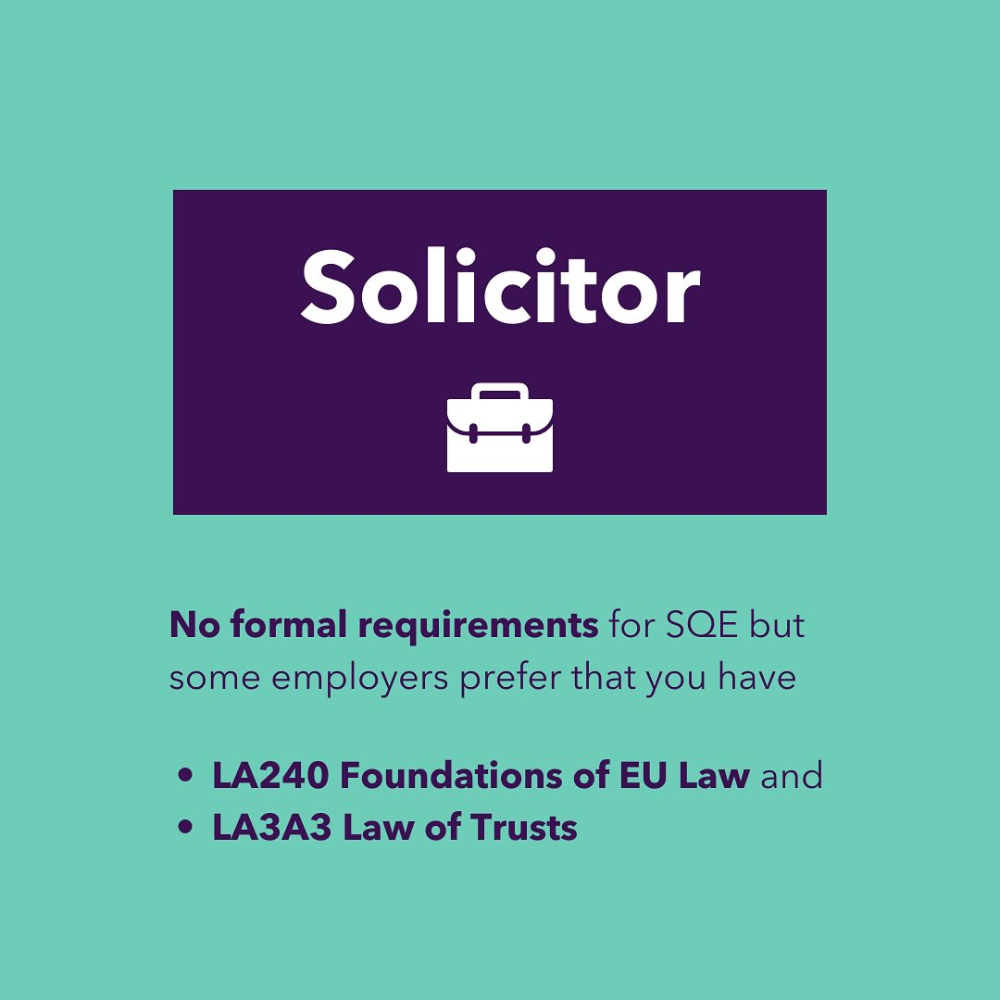 Solicitor
No formal requirements for SQE but
some employers prefer that you have
• LA240 Foundations of EU Law and
• LA3A3 Law of Trusts